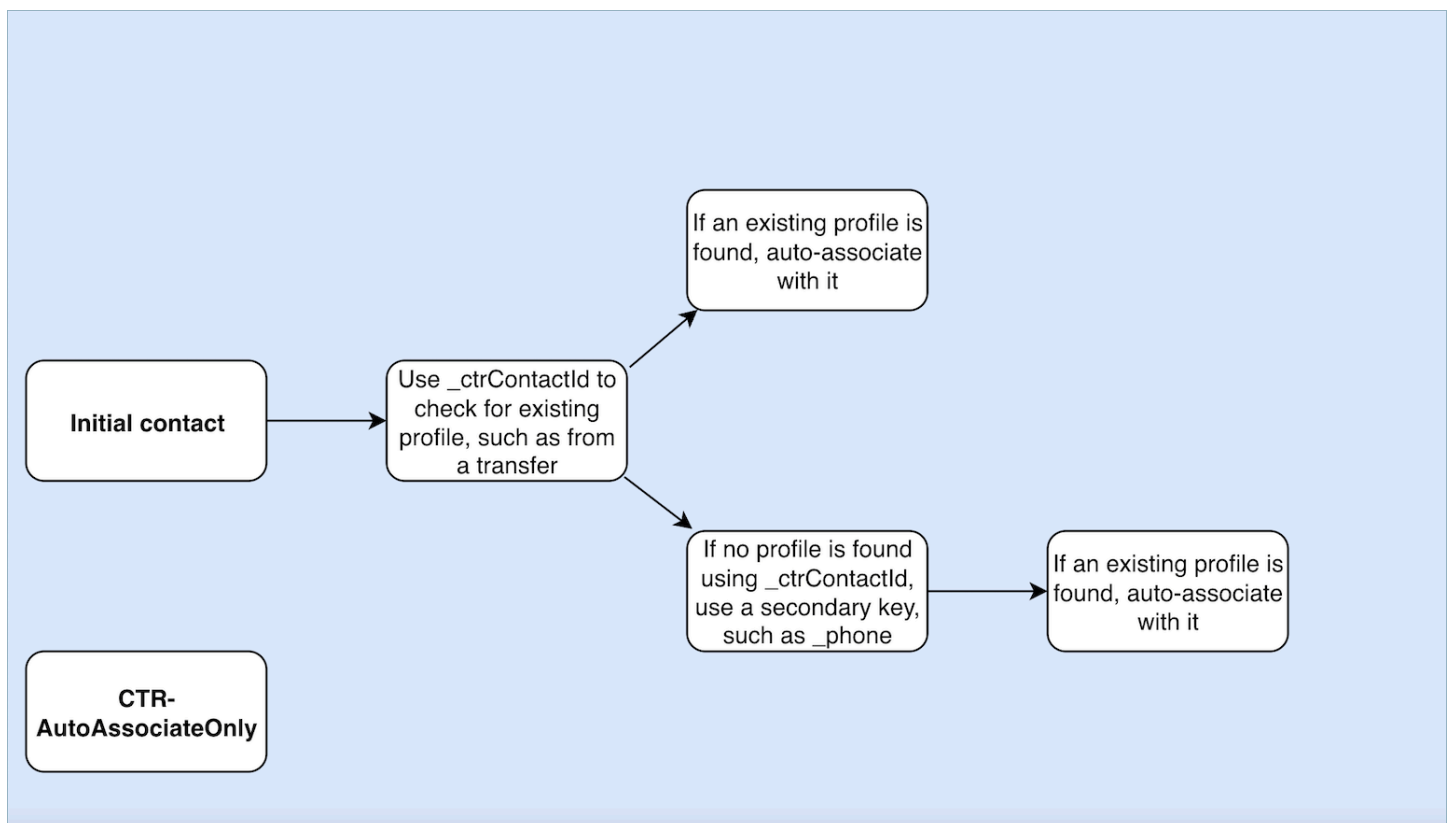 If an existing profile is
found, auto-associate
with it
Initial contact
Use _ctrContactId to
check for existing
profile, such as from
a transfer
If no profile is found
using _ctrContactId,
use a secondary key,
such as _phone
If an existing profile is
found, auto-associate
with it
CTR-
AutoAssociateOnly